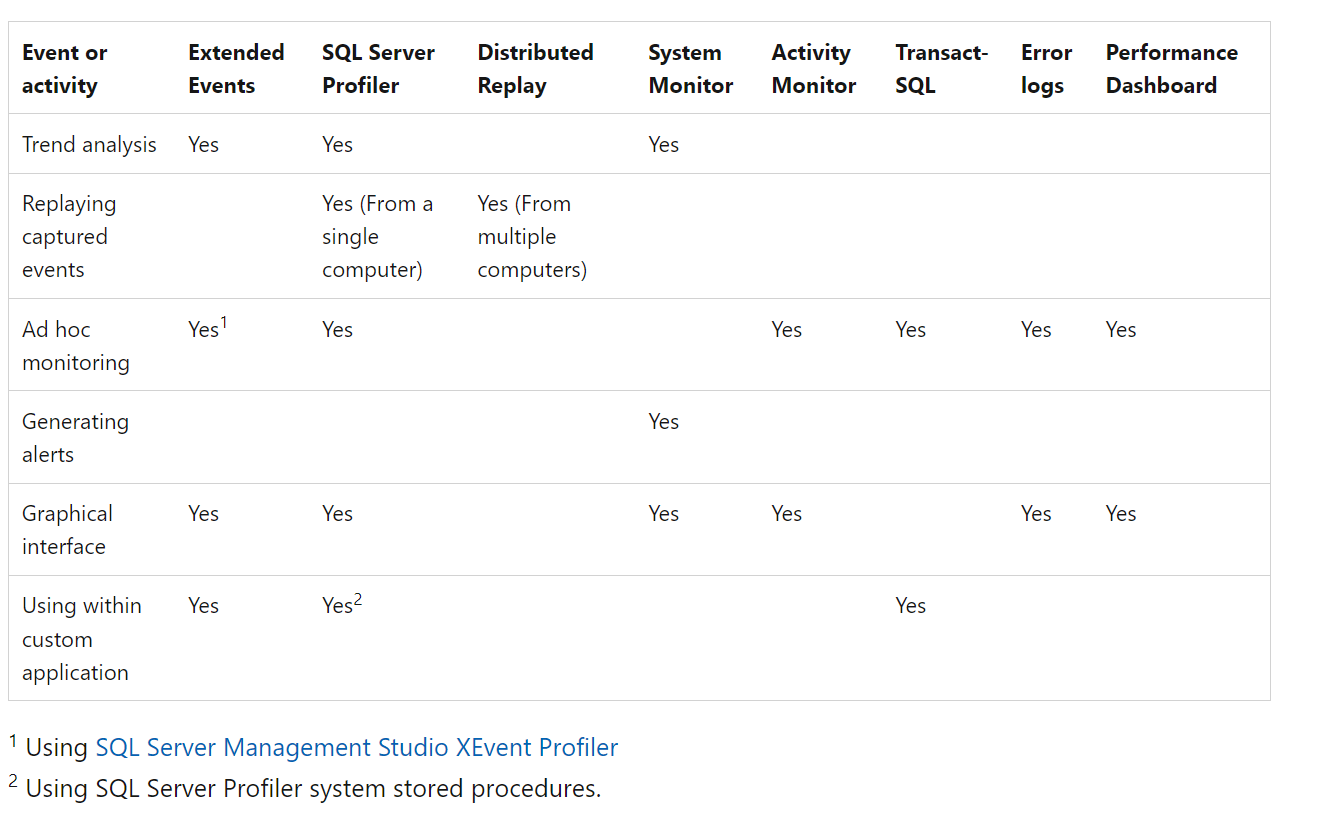 Event or Extended SQL Server Distributed System Activity Transact- Error Performance
activity Events Profiler Replay Monitor Monitor SQL logs Dashboard
Trend analysis Yes Yes Yes
Replaying Yes (From a Yes (From
captured single multiple
events computer) computers)
Ad hoc Yes1 Yes Yes Yes Yes Yes
monitoring
Generating Yes
alerts
Graphical Yes Yes Yes Yes Yes Yes
interface
Using within Yes Yes2 Yes
custom
application
1 Using SQL Server Management Studio XEvent Profiler
2 Using SQL Server Profiler system stored procedures.